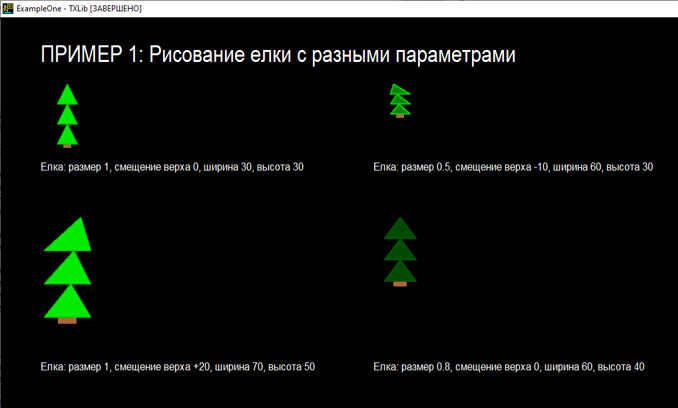 ExampleOne - TXLib [ЗАВЕРШЕНО]
ПРИМЕР 1: Рисование елки с разными параметрами
Елка: размер 1, смещение верха 0, ширина 30, высота 30
Елка: размер 0.5, смещение верха -10, ширина 60, высота 30
Елка: размер 1, смещение верха +20, ширина 70, высота 50
Елка: размер 0.8, смещение верха 0, ширина 60, высота 40